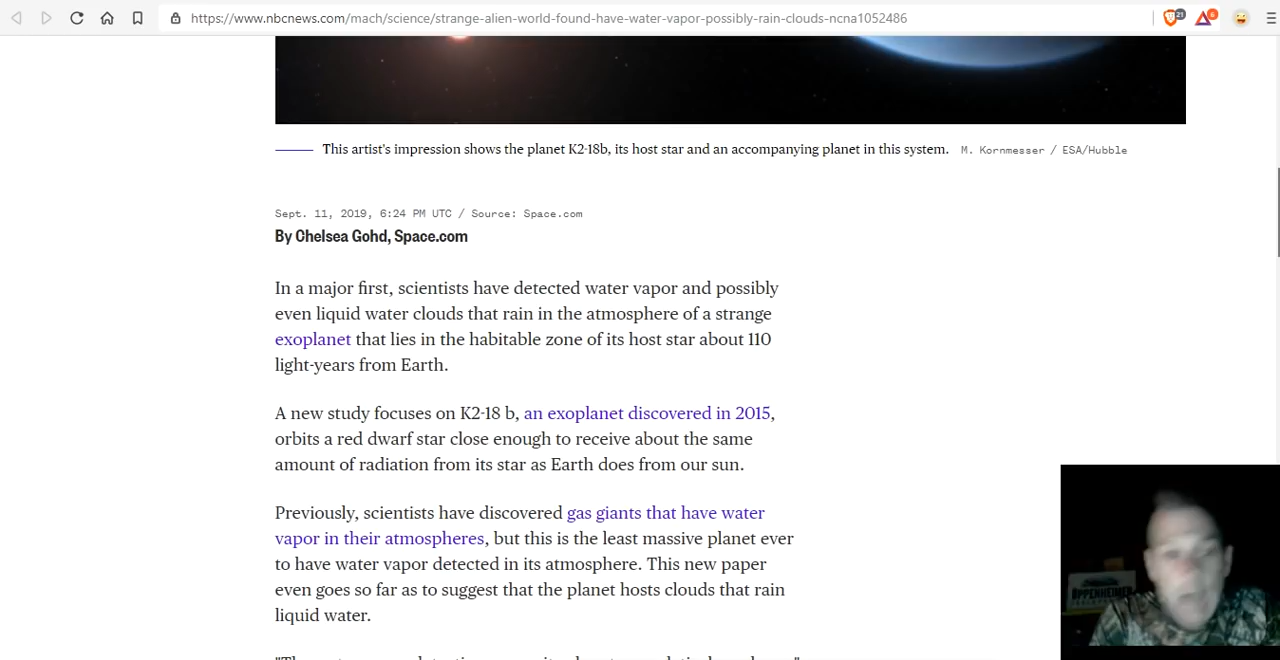 https://www.nbcnews.com/mach/science/strange-alien-world-found-have-water-vapor-possibly-rain-clouds-ncna1052486
21
6
This artist's impression shows the planet K2-18b, its host star and an accompanying planet in this system. M. Kornmesser / ESA/Hubble
Sept. 11, 2019, 6:24 PM UTC / Source: Space.com
By Chelsea Gohd, Space.com
In a major first, scientists have detected water vapor and possibly
even liquid water clouds that rain in the atmosphere of a strange
exoplanet that lies in the habitable zone of its host star about 110
light-years from Earth.
A new study focuses on K2-18 b, an exoplanet discovered in 2015,
orbits a red dwarf star close enough to receive about the same
amount of radiation from its star as Earth does from our sun.
Previously, scientists have discovered gas giants that have water
vapor in their atmospheres, but this is the least massive planet ever
to have water vapor detected in its atmosphere. This new paper
even goes so far as to suggest that the planet hosts clouds that rain
liquid water.